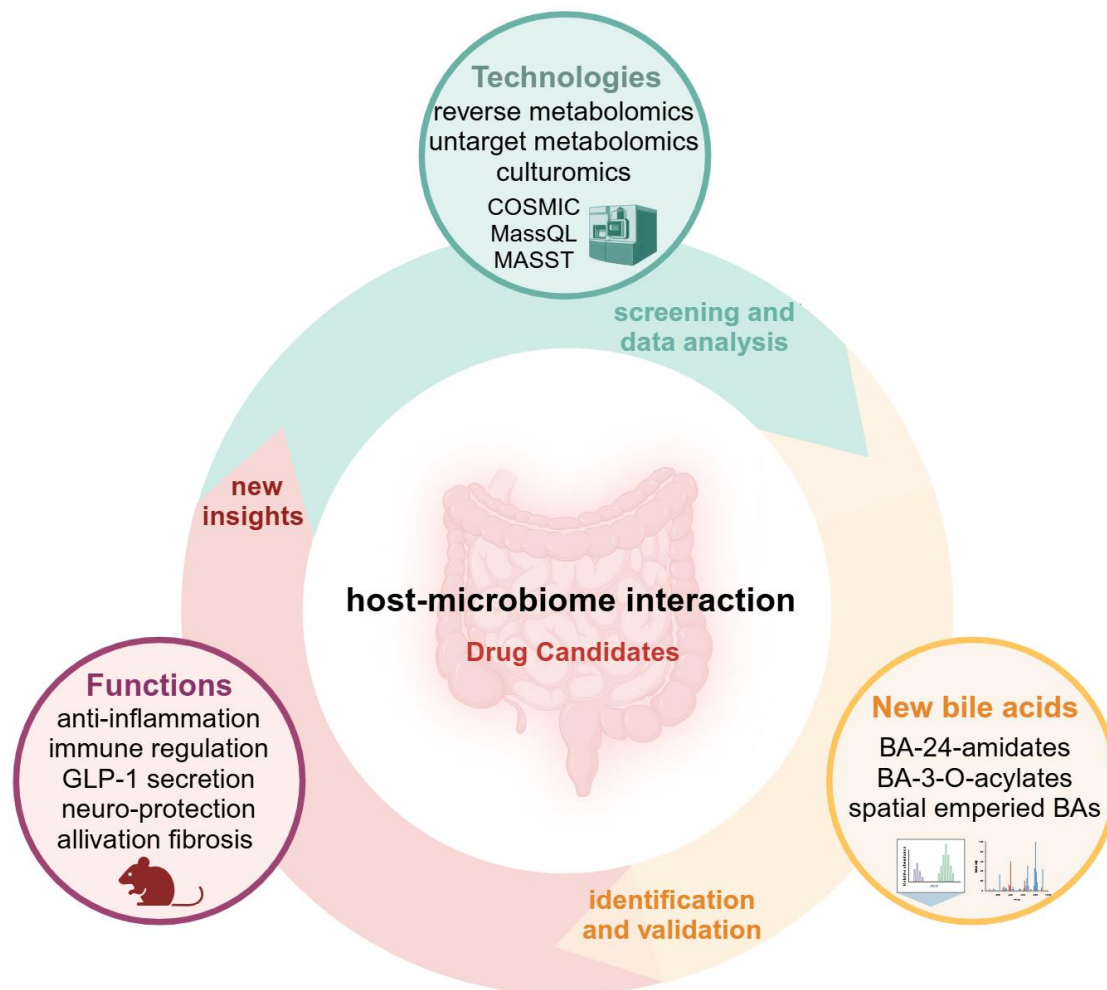 Technologies
reverse metabolomics
untarget metabolomics
culturomics
COSMIC
MassQL
MASST
screening and
data analysis
new
insights
host-microbiome interaction
Drug Candidates
Functions
anti-inflammation
immune regulation
GLP-1 secretion
neuro-protection
allivation fibrosis
New bile acids
BA-24-amidates
BA-3-O-acylates
spatial emperied BAs
identification
and validation